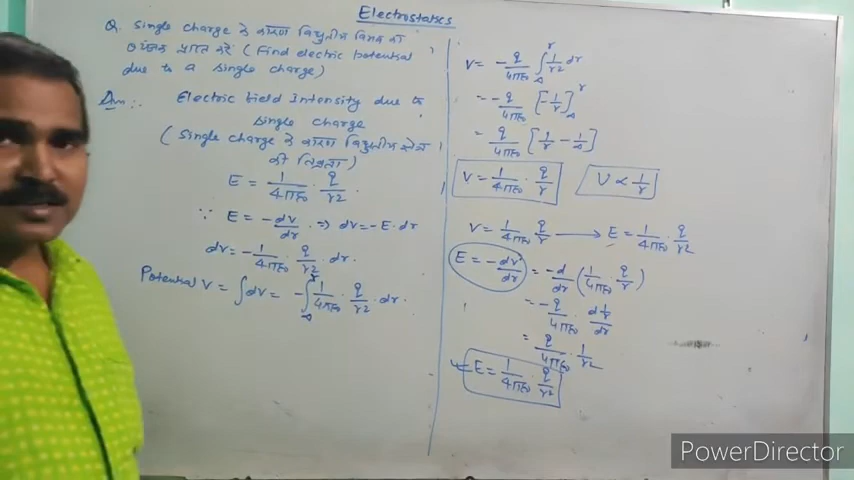 Electrostatics
Q. Single charge के कारण विद्युतीय विभव का
व्यंजक प्राप्त करें (Find electric potential
due to a single charge)
Ans:. Electric field Intensity due to
single charge
(Single charge के कारण विद्युतीय क्षेत्र
की तीव्रता)
E = 1/4πε₀ · q/r²
∵ E = -dv/dr ⇒ dv = -E·dr
dv = -1/4πε₀ · q/r² · dr.
Potential V = ∫dv = -∫_∞^r 1/4πε₀ · q/r² · dr.
V = -q/4πε₀ ∫_∞^r 1/r² dr
= -q/4πε₀ [-1/r]_∞^r
= q/4πε₀ [1/r - 1/∞]
V = 1/4πε₀ · q/r V ∝ 1/r
V = 1/4πε₀ · q/r → E = 1/4πε₀ · q/r²
E = -dv/dr = -d/dr (1/4πε₀ · q/r)
= -q/4πε₀ · d 1/r / dr
= q/4πε₀ · 1/r²
E = 1/4πε₀ · q/r²
PowerDirector